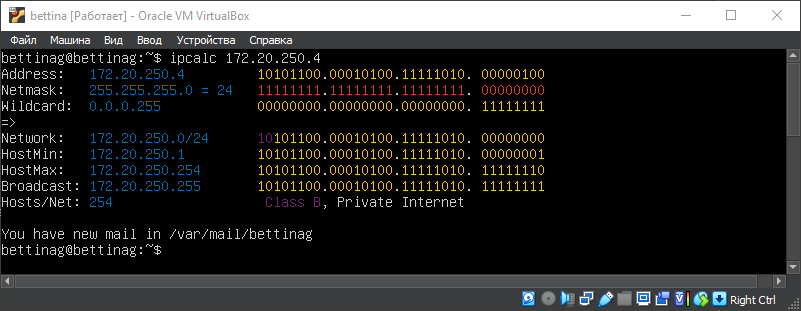 bettina [Работает] - Oracle VM VirtualBox
Файл Машина Вид Ввод Устройства Справка
bettinag@bettinag:~$ ipcalc 172.20.250.4
Address: 172.20.250.4 10101100.00010100.11111010. 00000100
Netmask: 255.255.255.0 = 24 11111111.11111111.11111111. 00000000
Wildcard: 0.0.0.255 00000000.00000000.00000000. 11111111
=>
Network: 172.20.250.0/24 10101100.00010100.11111010. 00000000
HostMin: 172.20.250.1 10101100.00010100.11111010. 00000001
HostMax: 172.20.250.254 10101100.00010100.11111010. 11111110
Broadcast: 172.20.250.255 10101100.00010100.11111010. 11111111
Hosts/Net: 254 Class B, Private Internet
You have new mail in /var/mail/bettinag
bettinag@bettinag:~$
Right Ctrl